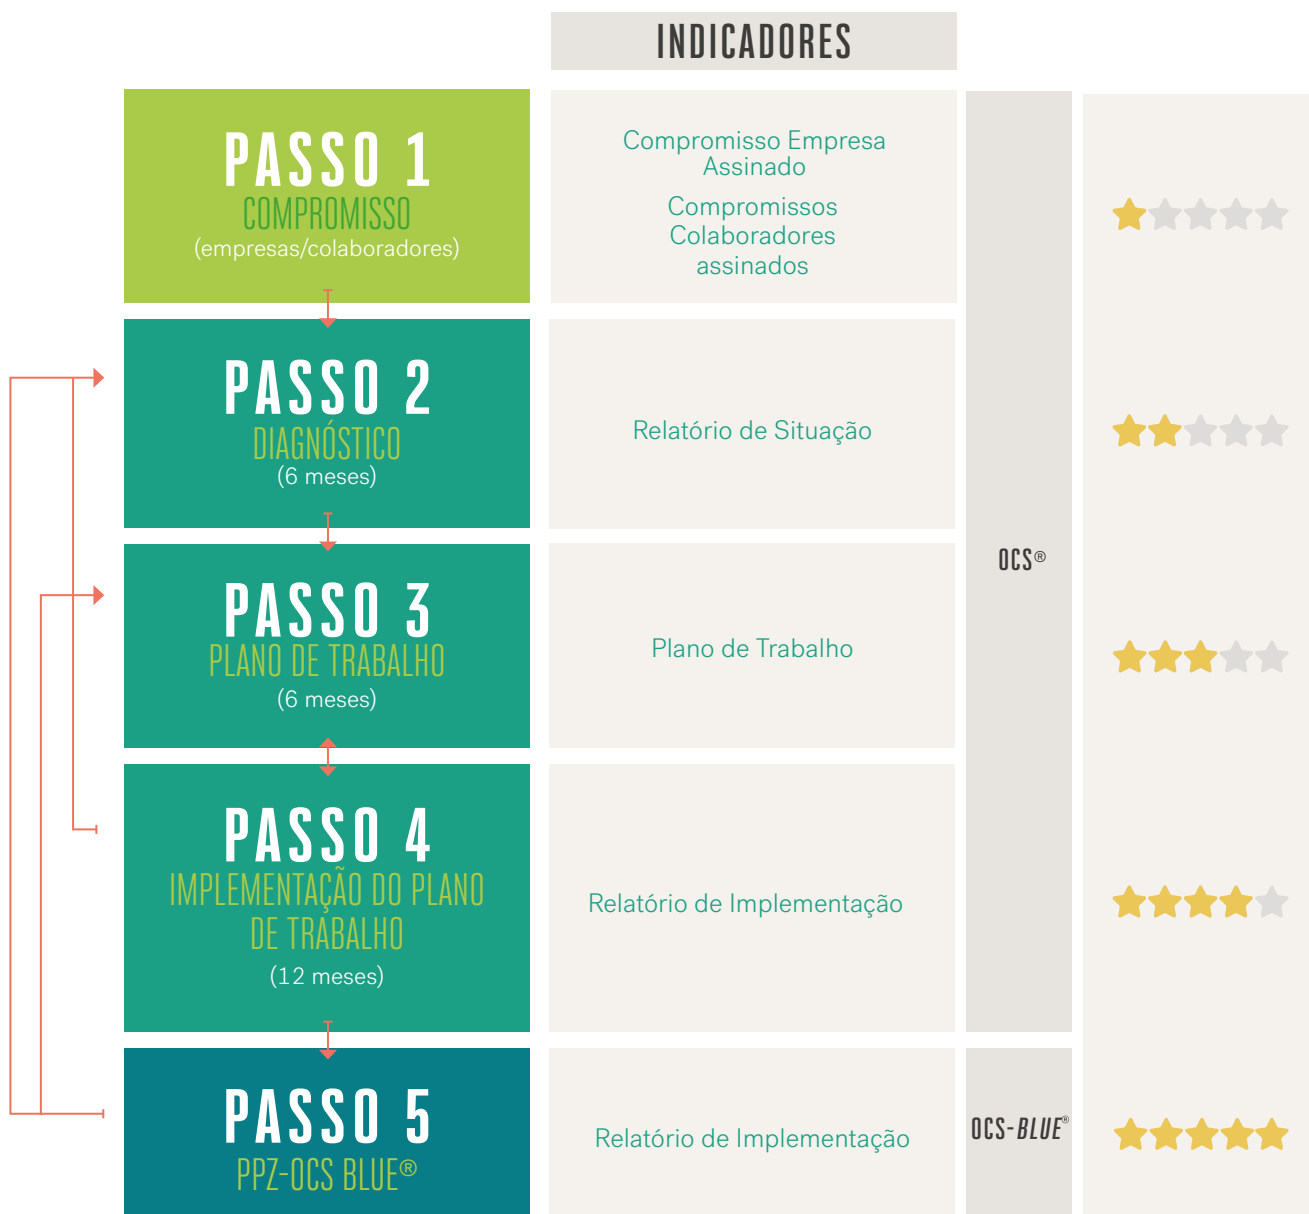 INDICADORES
PASSO 1
COMPROMISSO
(empresas/colaboradores)
Compromisso Empresa
Assinado
Compromissos
Colaboradores
assinados
PASSO 2
DIAGNÓSTICO
(6 meses)
Relatório de Situação
PASSO 3
PLANO DE TRABALHO
(6 meses)
Plano de Trabalho
OCS®
PASSO 4
IMPLEMENTAÇÃO DO PLANO
DE TRABALHO
(12 meses)
Relatório de Implementação
PASSO 5
PPZ-OCS BLUE®
Relatório de Implementação
OCS-BLUE®